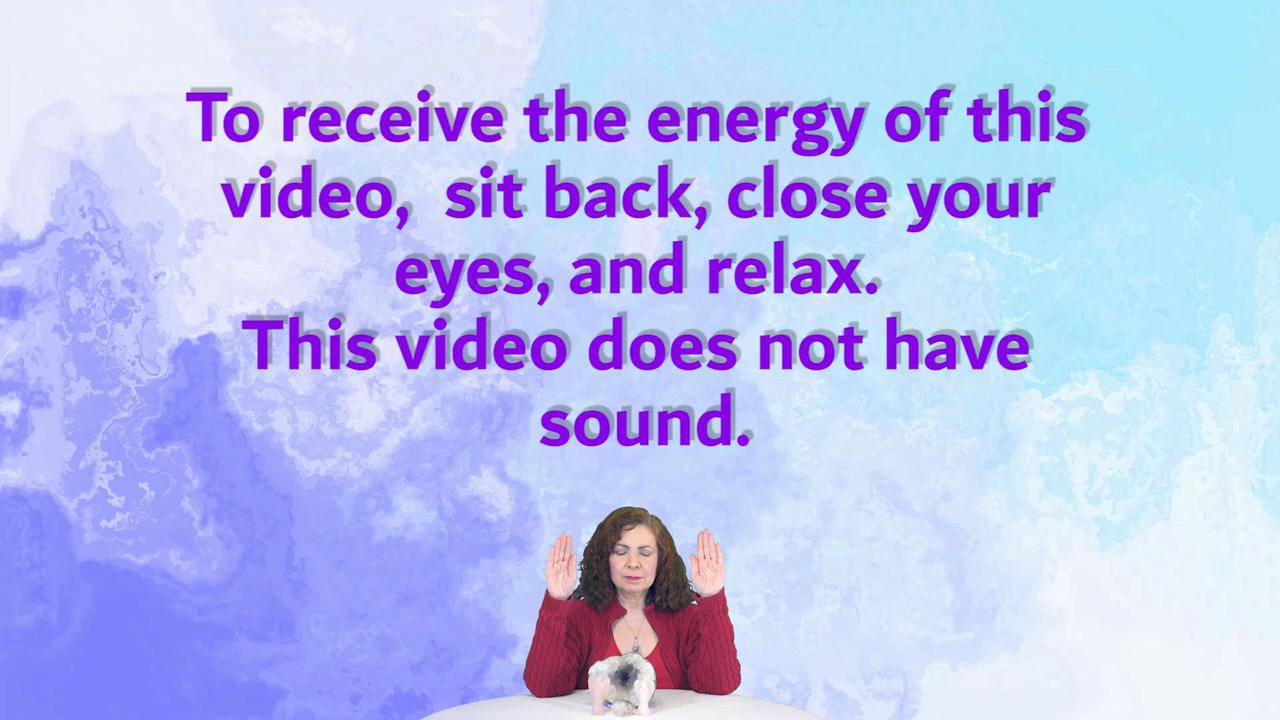 To receive the energy of this
video,  sit back, close your
eyes, and relax.
This video does not have
sound.